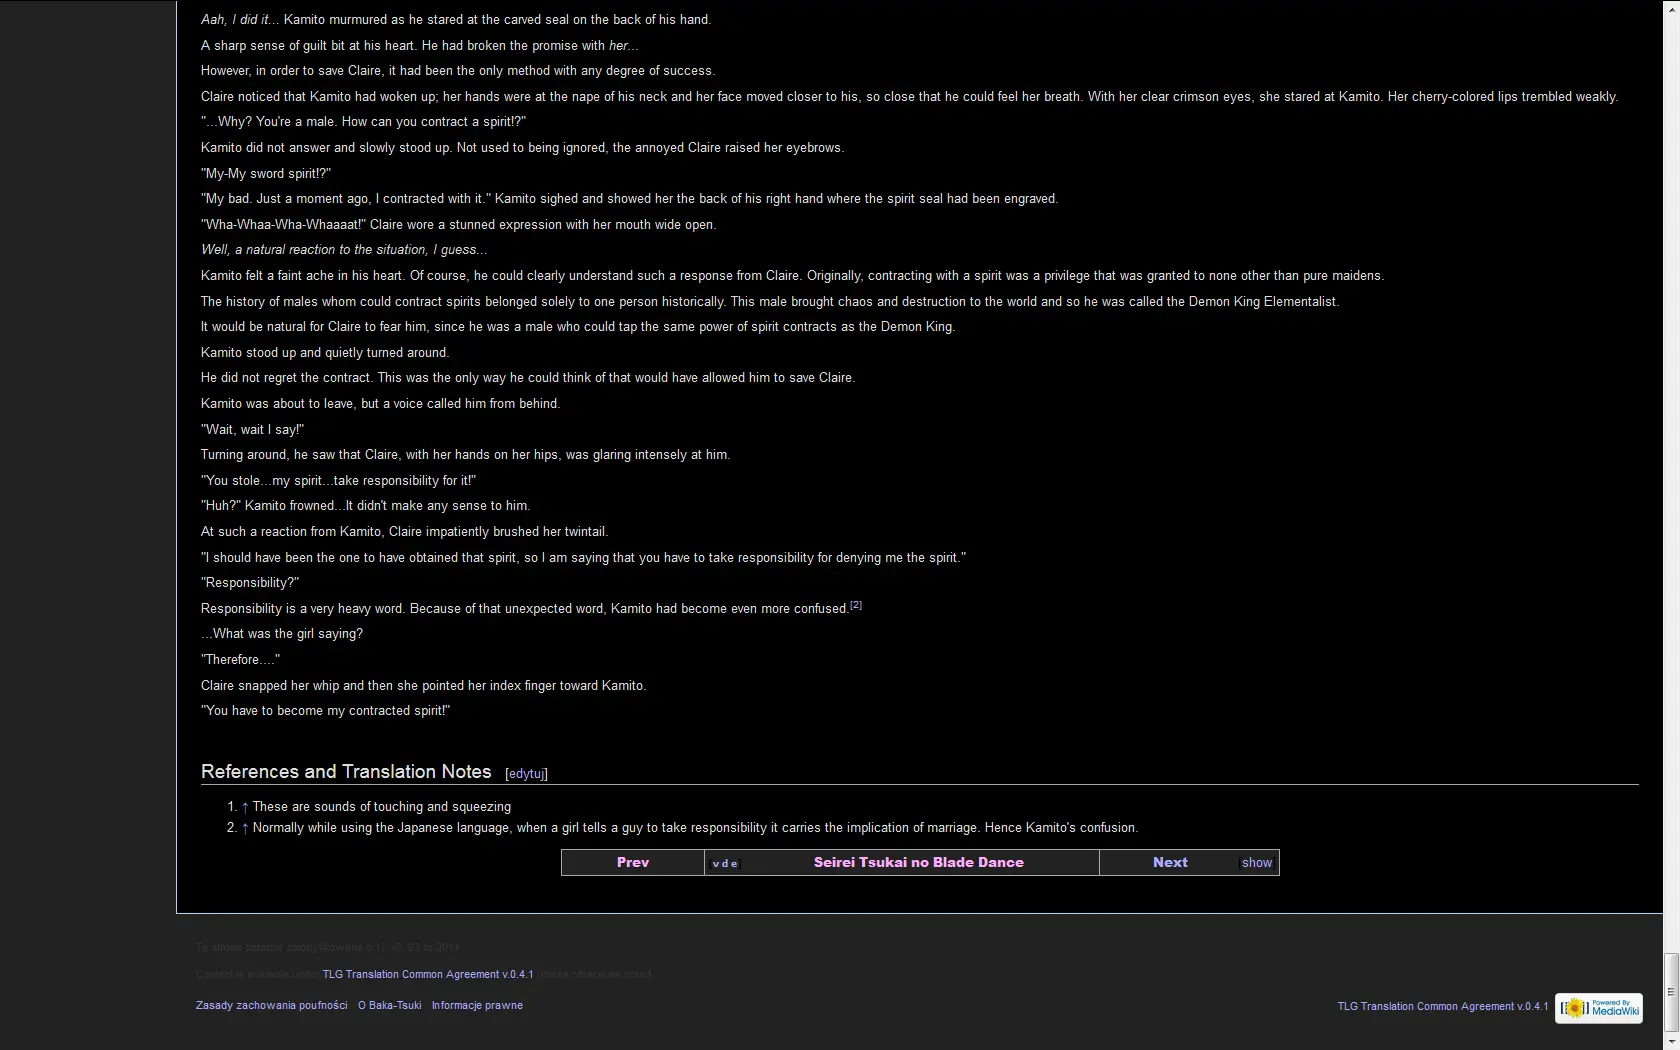 Aah, I did it... Kamito murmured as he stared at the carved seal on the back of his hand.
A sharp sense of guilt bit at his heart. He had broken the promise with her...
However, in order to save Claire, it had been the only method with any degree of success.
Claire noticed that Kamito had woken up; her hands were at the nape of his neck and her face moved closer to his, so close that he could feel her breath. With her clear crimson eyes, she stared at Kamito. Her cherry-colored lips trembled weakly.
"...Why? You're a male. How can you contract a spirit!?"
Kamito did not answer and slowly stood up. Not used to being ignored, the annoyed Claire raised her eyebrows.
"My-My sword spirit!?"
"My bad. Just a moment ago, I contracted with it." Kamito sighed and showed her the back of his right hand where the spirit seal had been engraved.
"Wha-Whaa-Wha-Whaaaat!" Claire wore a stunned expression with her mouth wide open.
Well, a natural reaction to the situation, I guess...
Kamito felt a faint ache in his heart. Of course, he could clearly understand such a response from Claire. Originally, contracting with a spirit was a privilege that was granted to none other than pure maidens.
The history of males whom could contract spirits belonged solely to one person historically. This male brought chaos and destruction to the world and so he was called the Demon King Elementalist.
It would be natural for Claire to fear him, since he was a male who could tap the same power of spirit contracts as the Demon King.
Kamito stood up and quietly turned around.
He did not regret the contract. This was the only way he could think of that would have allowed him to save Claire.
Kamito was about to leave, but a voice called him from behind.
"Wait, wait I say!"
Turning around, he saw that Claire, with her hands on her hips, was glaring intensely at him.
"You stole...my spirit...take responsibility for it!"
"Huh?" Kamito frowned...It didn't make any sense to him.
At such a reaction from Kamito, Claire impatiently brushed her twintail.
"I should have been the one to have obtained that spirit, so I am saying that you have to take responsibility for denying me the spirit."
"Responsibility?"
Responsibility is a very heavy word. Because of that unexpected word, Kamito had become even more confused.[2]
...What was the girl saying?
"Therefore...."
Claire snapped her whip and then she pointed her index finger toward Kamito.
"You have to become my contracted spirit!"
References and Translation Notes [edytuj]
1. ↑ These are sounds of touching and squeezing
2. ↑ Normally while using the Japanese language, when a girl tells a guy to take responsibility it carries the implication of marriage. Hence Kamito's confusion.
Prev [v d e] Seirei Tsukai no Blade Dance Next [show]
Content is available under TLG Translation Common Agreement v.0.4.1 unless otherwise noted.
Zasady zachowania poufności O Baka-Tsuki Informacje prawne
TLG Translation Common Agreement v.0.4.1 Powered By MediaWiki